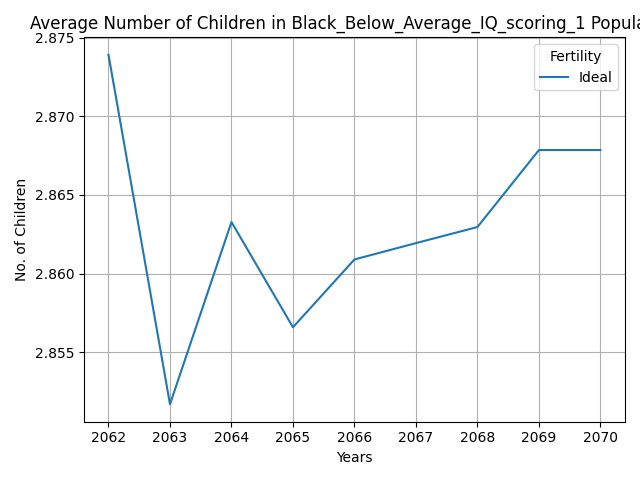 Average Number of Children in Black_Below_Average_IQ_scoring_1 Popula
2.875
2.870
2.865
2.860
2.855
No. of Children
Fertility
Ideal
2062 2063 2064 2065 2066 2067 2068 2069 2070
Years